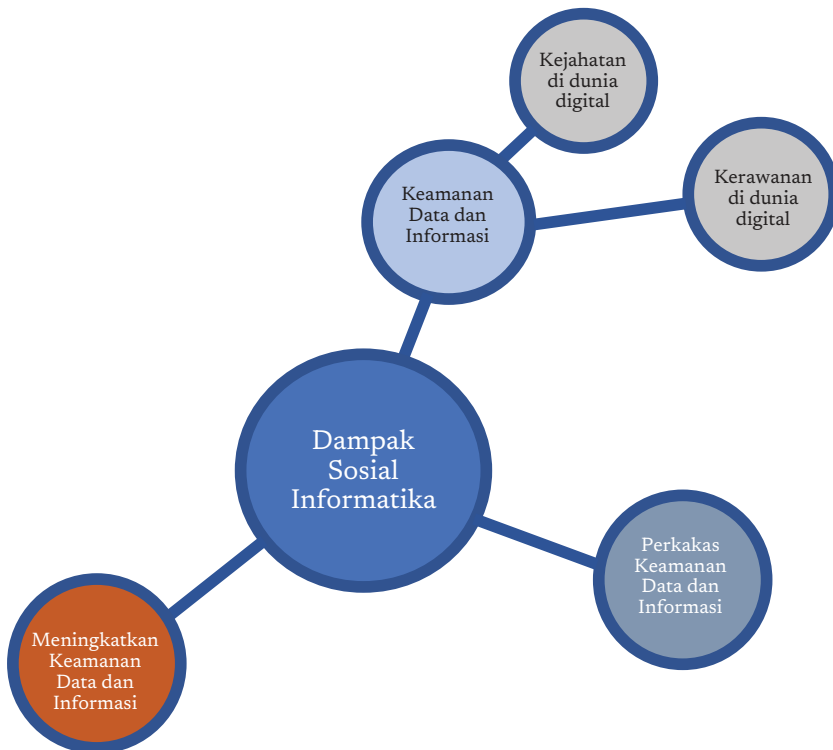 Kejahatan
di dunia
digital
Kerawanan
di dunia
digital
Keamanan
Data dan
Informasi
Dampak
Sosial
Informatika
Perkakas
Keamanan
Data dan
Informasi
Meningkatkan
Keamanan
Data dan
Informasi